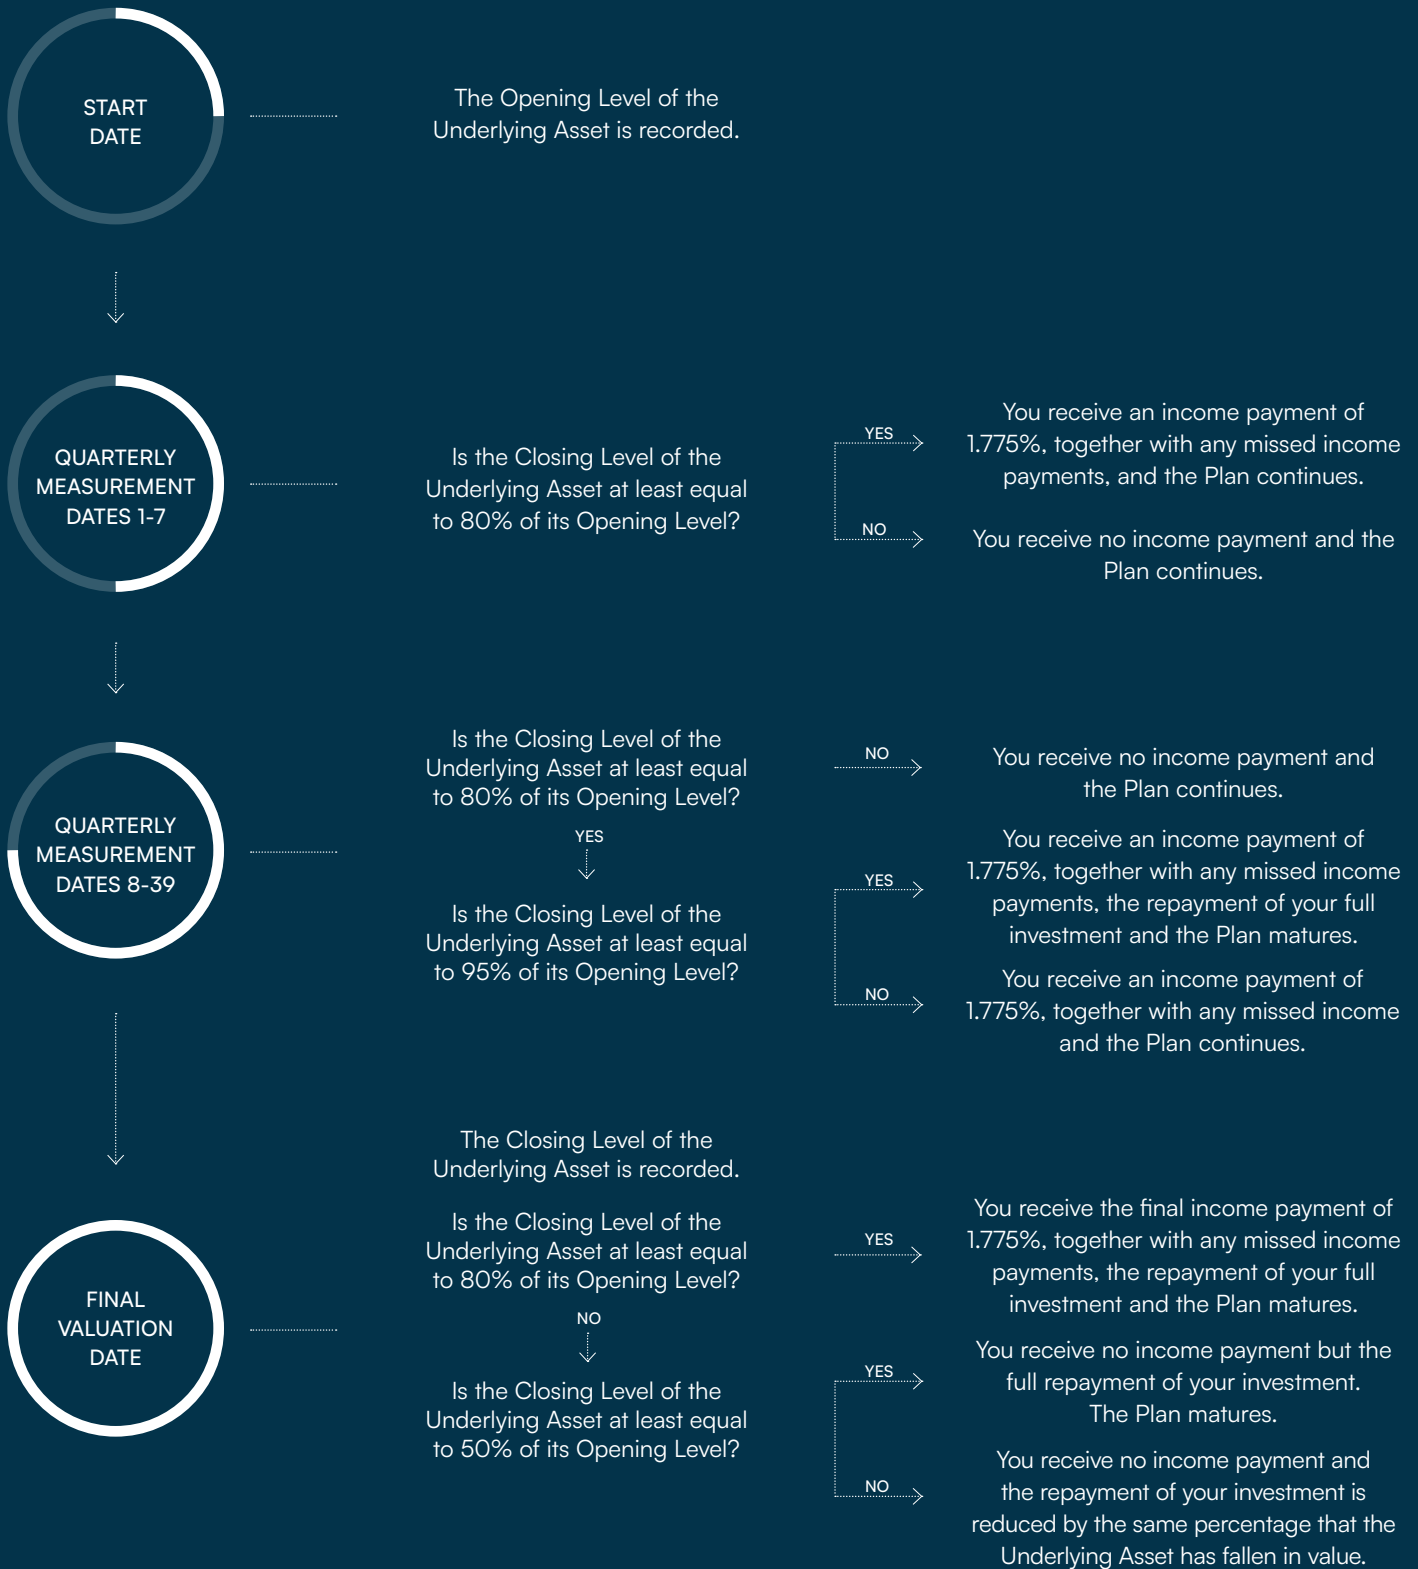 START
DATE
The Opening Level of the
Underlying Asset is recorded.
QUARTERLY
MEASUREMENT
DATES 1-7
Is the Closing Level of the
Underlying Asset at least equal
to 80% of its Opening Level?
YES
You receive an income payment of
1.775%, together with any missed income
payments, and the Plan continues.
NO
You receive no income payment and the
Plan continues.
QUARTERLY
MEASUREMENT
DATES 8-39
Is the Closing Level of the
Underlying Asset at least equal
to 80% of its Opening Level?
NO
You receive no income payment and
the Plan continues.
YES
Is the Closing Level of the
Underlying Asset at least equal
to 95% of its Opening Level?
YES
You receive an income payment of
1.775%, together with any missed income
payments, the repayment of your full
investment and the Plan matures.
NO
You receive an income payment of
1.775%, together with any missed income
and the Plan continues.
FINAL
VALUATION
DATE
The Closing Level of the
Underlying Asset is recorded.
Is the Closing Level of the
Underlying Asset at least equal
to 80% of its Opening Level?
YES
You receive the final income payment of
1.775%, together with any missed income
payments, the repayment of your full
investment and the Plan matures.
NO
Is the Closing Level of the
Underlying Asset at least equal
to 50% of its Opening Level?
YES
You receive no income payment but the
full repayment of your investment.
The Plan matures.
NO
You receive no income payment and
the repayment of your investment is
reduced by the same percentage that the
Underlying Asset has fallen in value.